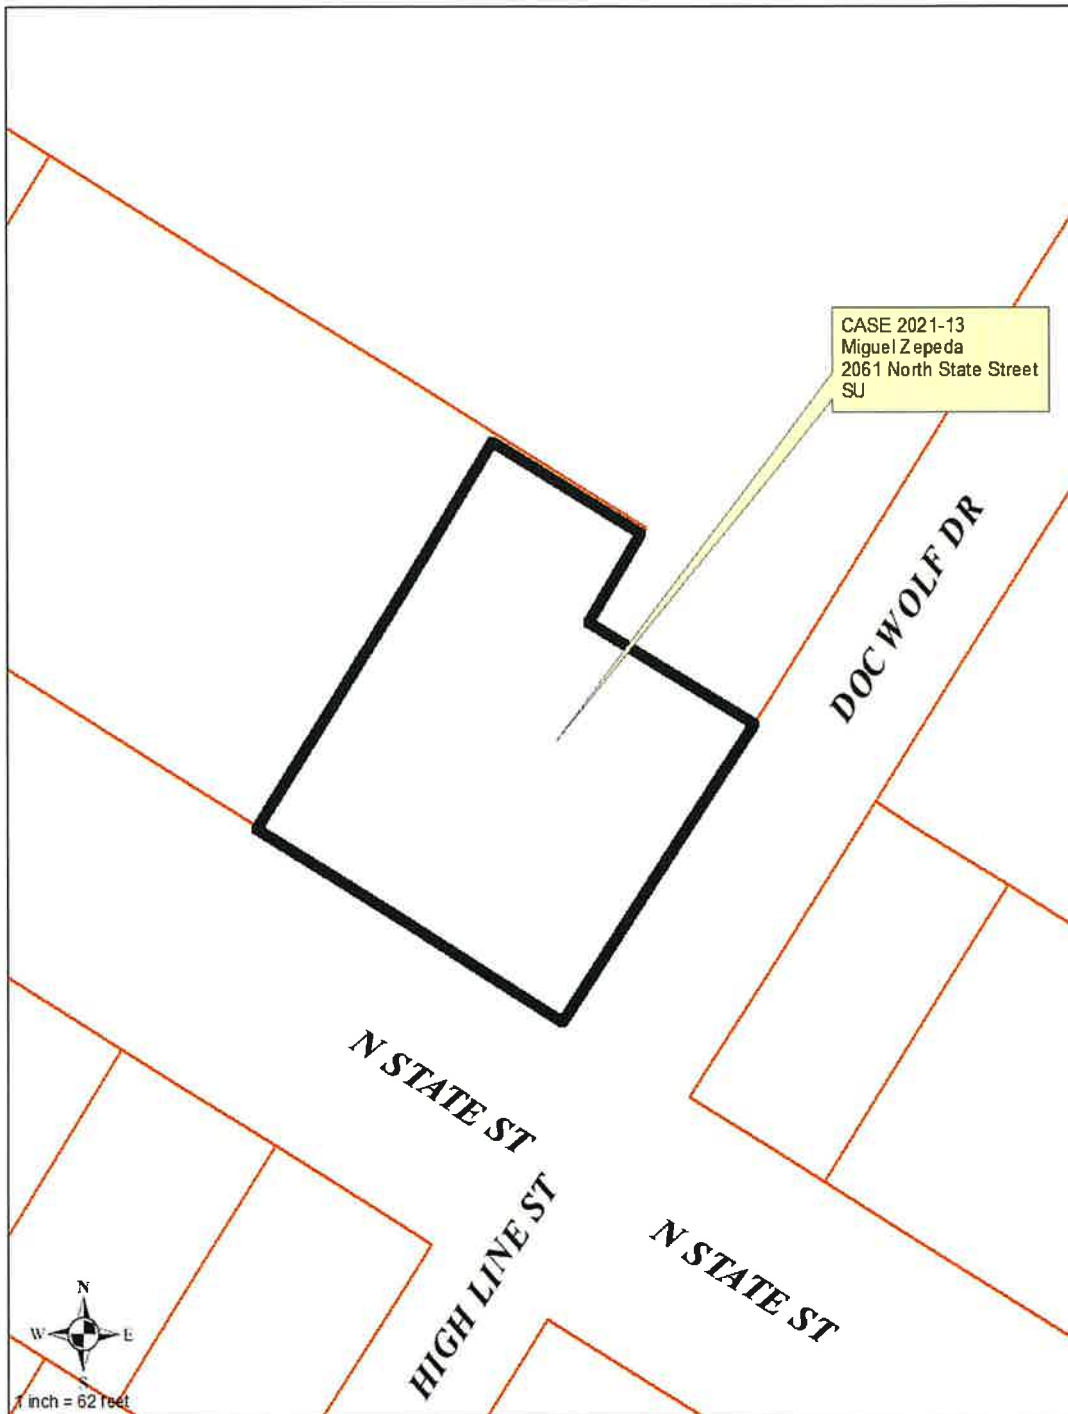 CASE 2021-13
Miguel Zepeda
2061 North State Street
SU
DOC WOLF DR
N STATE ST
HIGH LINE ST
N STATE ST
N
W E
S
1 inch = 62 feet